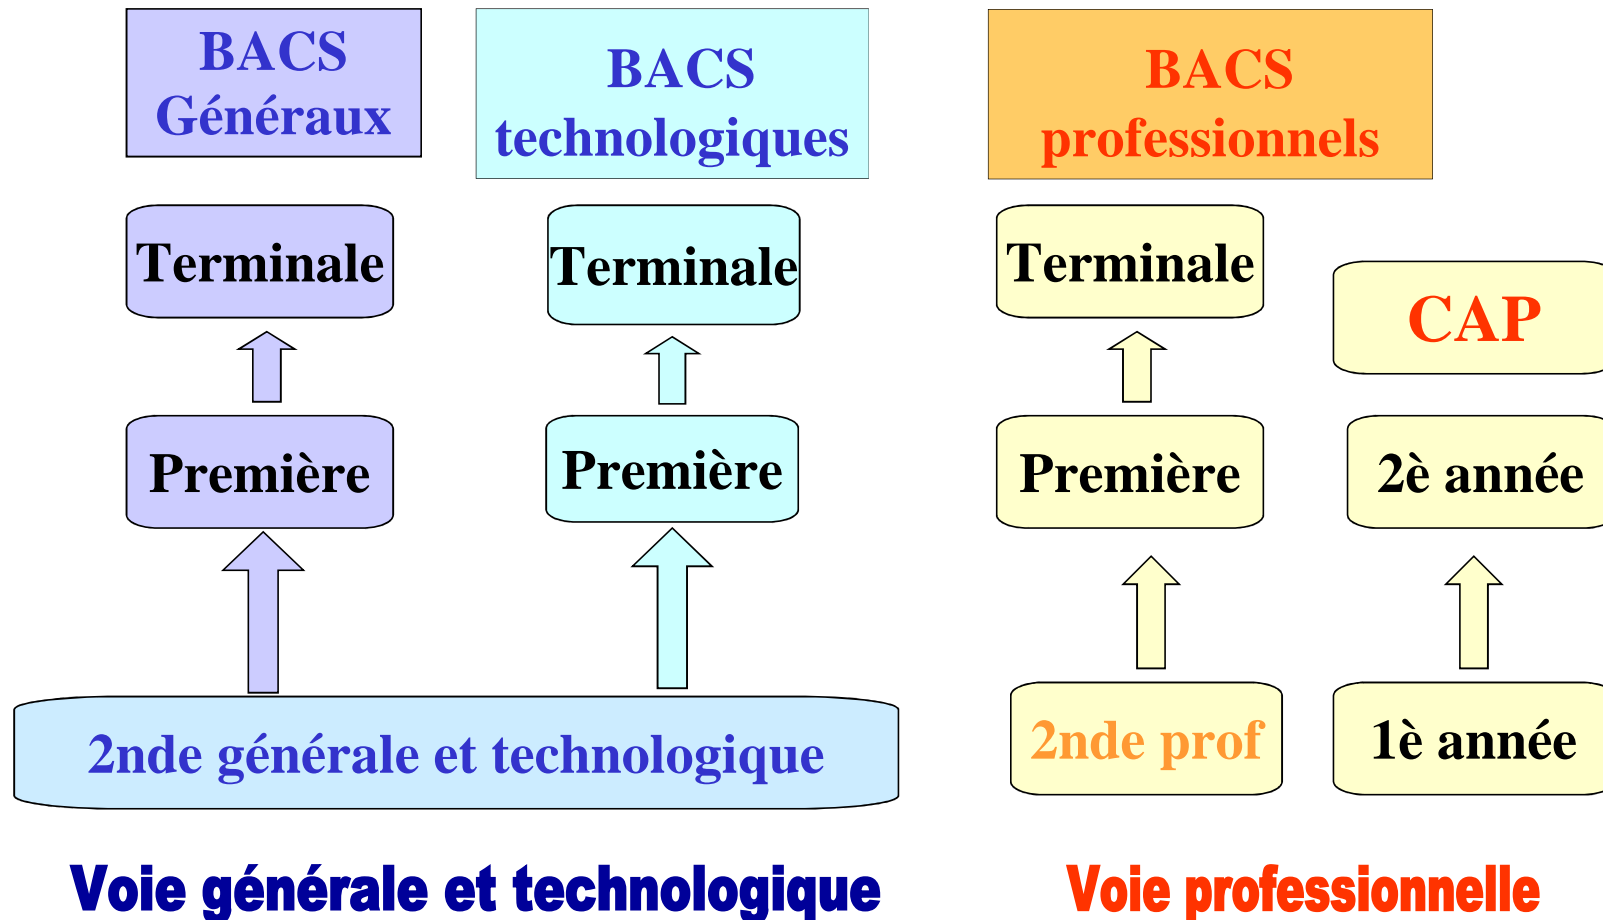 BACS
Généraux
BACS
technologiques
BACS
professionnels
Terminale
Terminale
Terminale
CAP
Première
Première
Première
2è année
2nde générale et technologique
2nde prof
1è année
Voie générale et technologique
Voie professionnelle